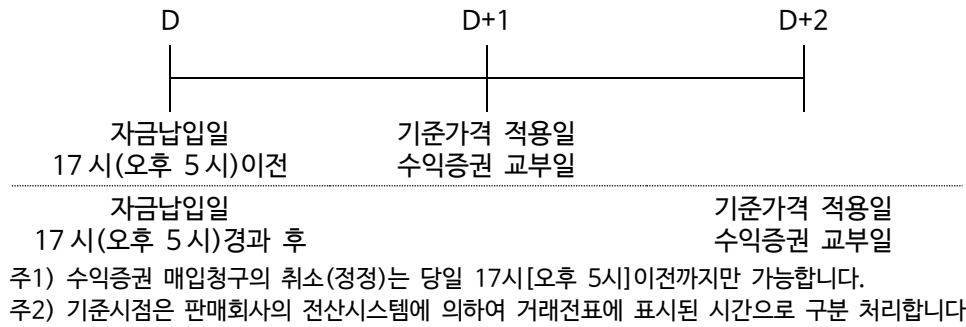 D D+1 D+2
자금납입일 기준가격 적용일
17시(오후 5시)이전 수익증권 교부일
자금납입일 기준가격 적용일
17시(오후 5시)경과 후 수익증권 교부일
주1) 수익증권 매입청구의 취소(정정)는 당일 17시[오후 5시]이전까지만 가능합니다.
주2) 기준시점은 판매회사의 전산시스템에 의하여 거래전표에 표시된 시간으로 구분 처리합니다